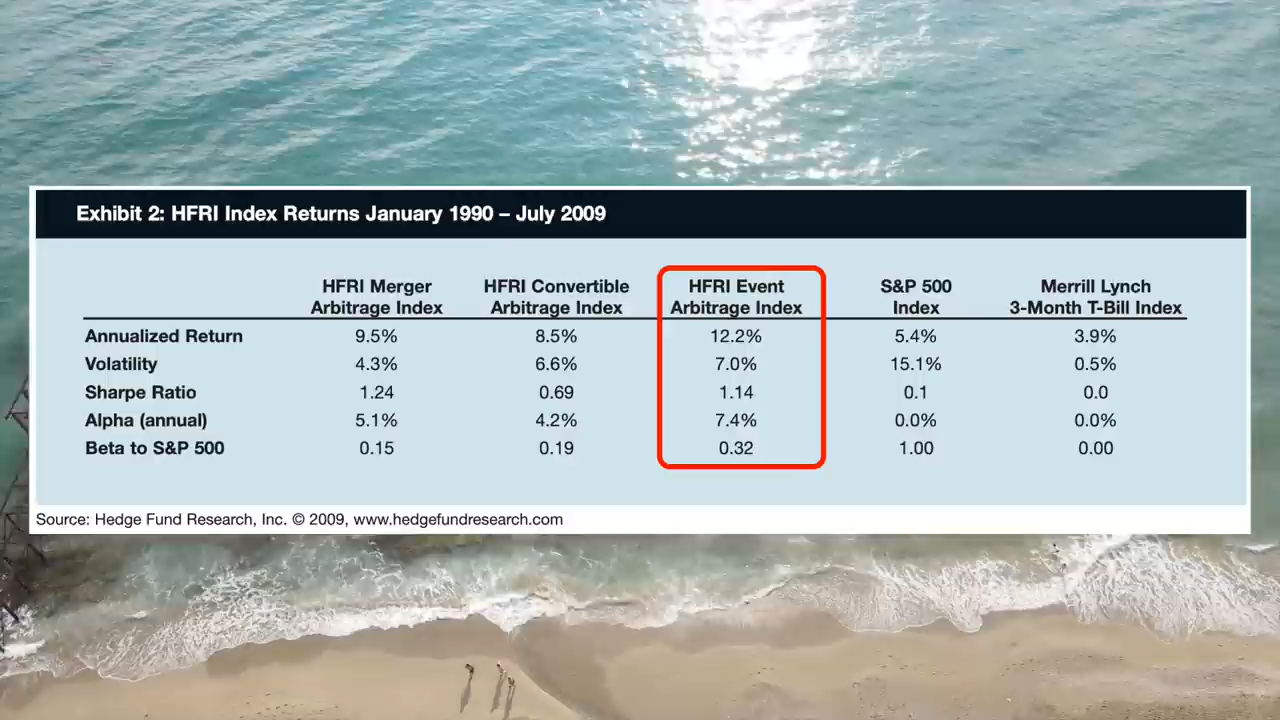 Exhibit 2: HFRI Index Returns January 1990 – July 2009
HFRI Merger Arbitrage Index HFRI Convertible Arbitrage Index HFRI Event Arbitrage Index S&P 500 Index Merrill Lynch 3-Month T-Bill Index
Annualized Return 9.5% 8.5% 12.2% 5.4% 3.9%
Volatility 4.3% 6.6% 7.0% 15.1% 0.5%
Sharpe Ratio 1.24 0.69 1.14 0.1 0.0
Alpha (annual) 5.1% 4.2% 7.4% 0.0% 0.0%
Beta to S&P 500 0.15 0.19 0.32 1.00 0.00
Source: Hedge Fund Research, Inc. © 2009, www.hedgefundresearch.com